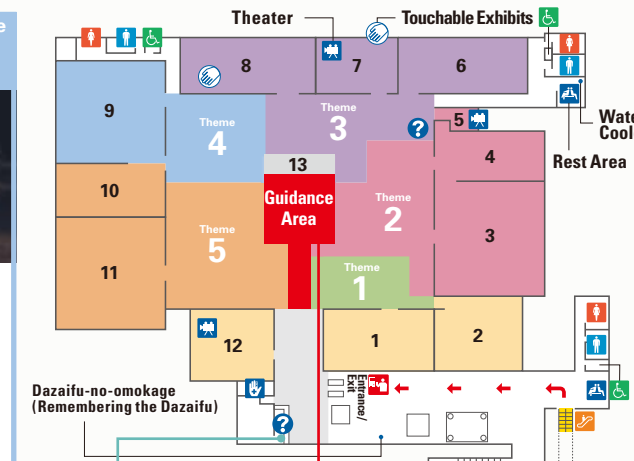 e
Theater
Touchable Exhibits
8
7
6
9
Theme
4
Theme
3
5
Wate
Cool
13
4
Rest Area
10
Guidance
Area
Theme
2
3
11
Theme
5
Theme
1
12
1
2
Entrance/
Exit
Dazaifu-no-omokage
(Remembering the Dazaifu)
?
?